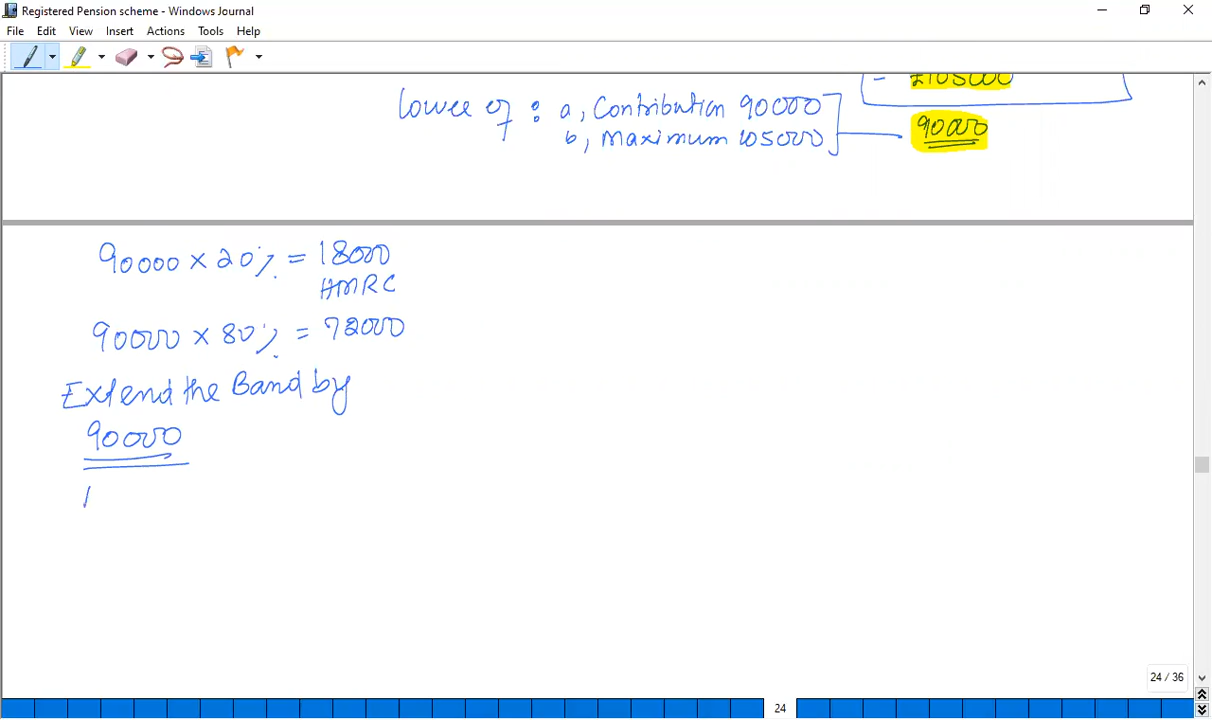 Registered Pension scheme - Windows Journal
File Edit View Insert Actions Tools Help
- £105000
Lower of : a, Contribution 90000
b, Maximum 105000
90000
90000 × 20% = 18000
HMRC
90000 × 80% = 72000
Extend the Band by
90000
24 / 36
24